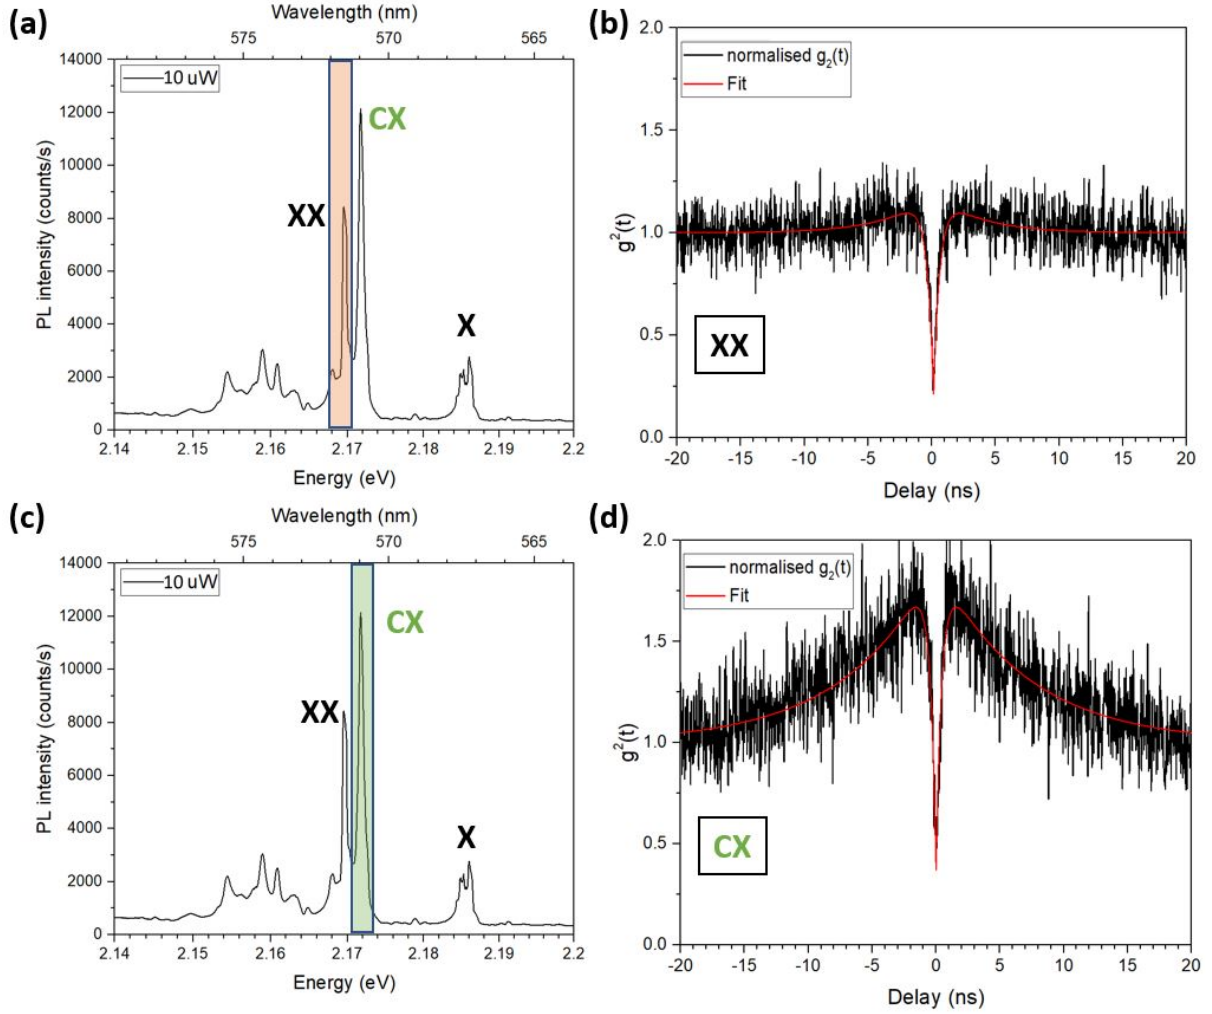 (a)
Wavelength (nm)
575 570 565
14000
12000
10000
8000
6000
4000
2000
0
PL intensity (counts/s)
10 uW
CX
XX
X
2.14 2.15 2.16 2.17 2.18 2.19 2.2
Energy (eV)
(b)
2.0
1.5
1.0
0.5
0.0
g²(t)
normalised g₂(t)
Fit
XX
-20 -15 -10 -5 0 5 10 15 20
Delay (ns)
(c)
Wavelength (nm)
575 570 565
14000
12000
10000
8000
6000
4000
2000
0
PL intensity (counts/s)
10 uW
CX
XX
X
2.14 2.15 2.16 2.17 2.18 2.19 2.2
Energy (eV)
(d)
2.0
1.5
1.0
0.5
0.0
g²(t)
normalised g₂(t)
Fit
CX
-20 -15 -10 -5 0 5 10 15 20
Delay (ns)